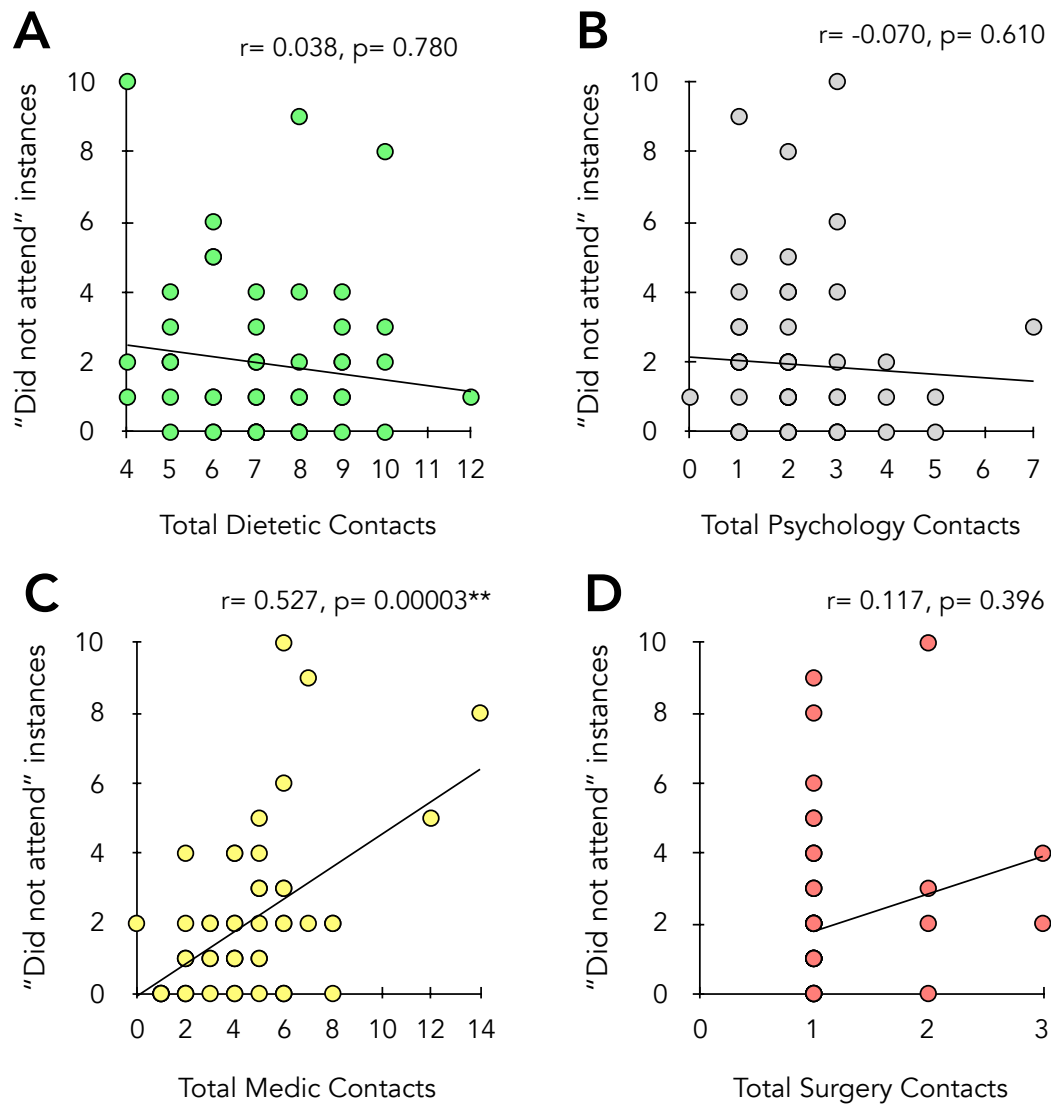 A
r= 0.038, p= 0.780
“Did not attend” instances
10
8
6
4
2
0
4 5 6 7 8 9 10 11 12
Total Dietetic Contacts
B
r= -0.070, p= 0.610
“Did not attend” instances
10
8
6
4
2
0
0 1 2 3 4 5 6 7
Total Psychology Contacts
C
r= 0.527, p= 0.00003**
“Did not attend” instances
10
8
6
4
2
0
0 2 4 6 8 10 12 14
Total Medic Contacts
D
r= 0.117, p= 0.396
“Did not attend” instances
10
8
6
4
2
0
0 1 2 3
Total Surgery Contacts